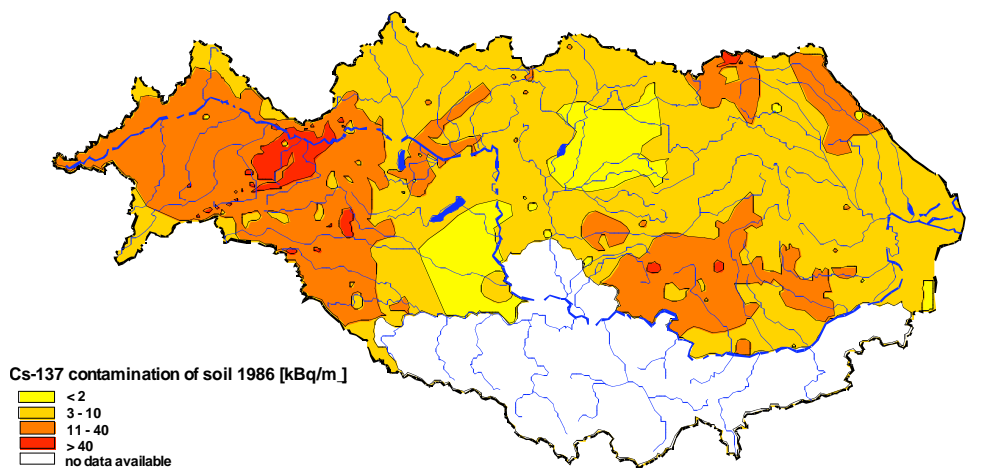 Cs-137 contamination of soil 1986 [kBq/m_]
< 2
3 - 10
11 - 40
> 40
no data available